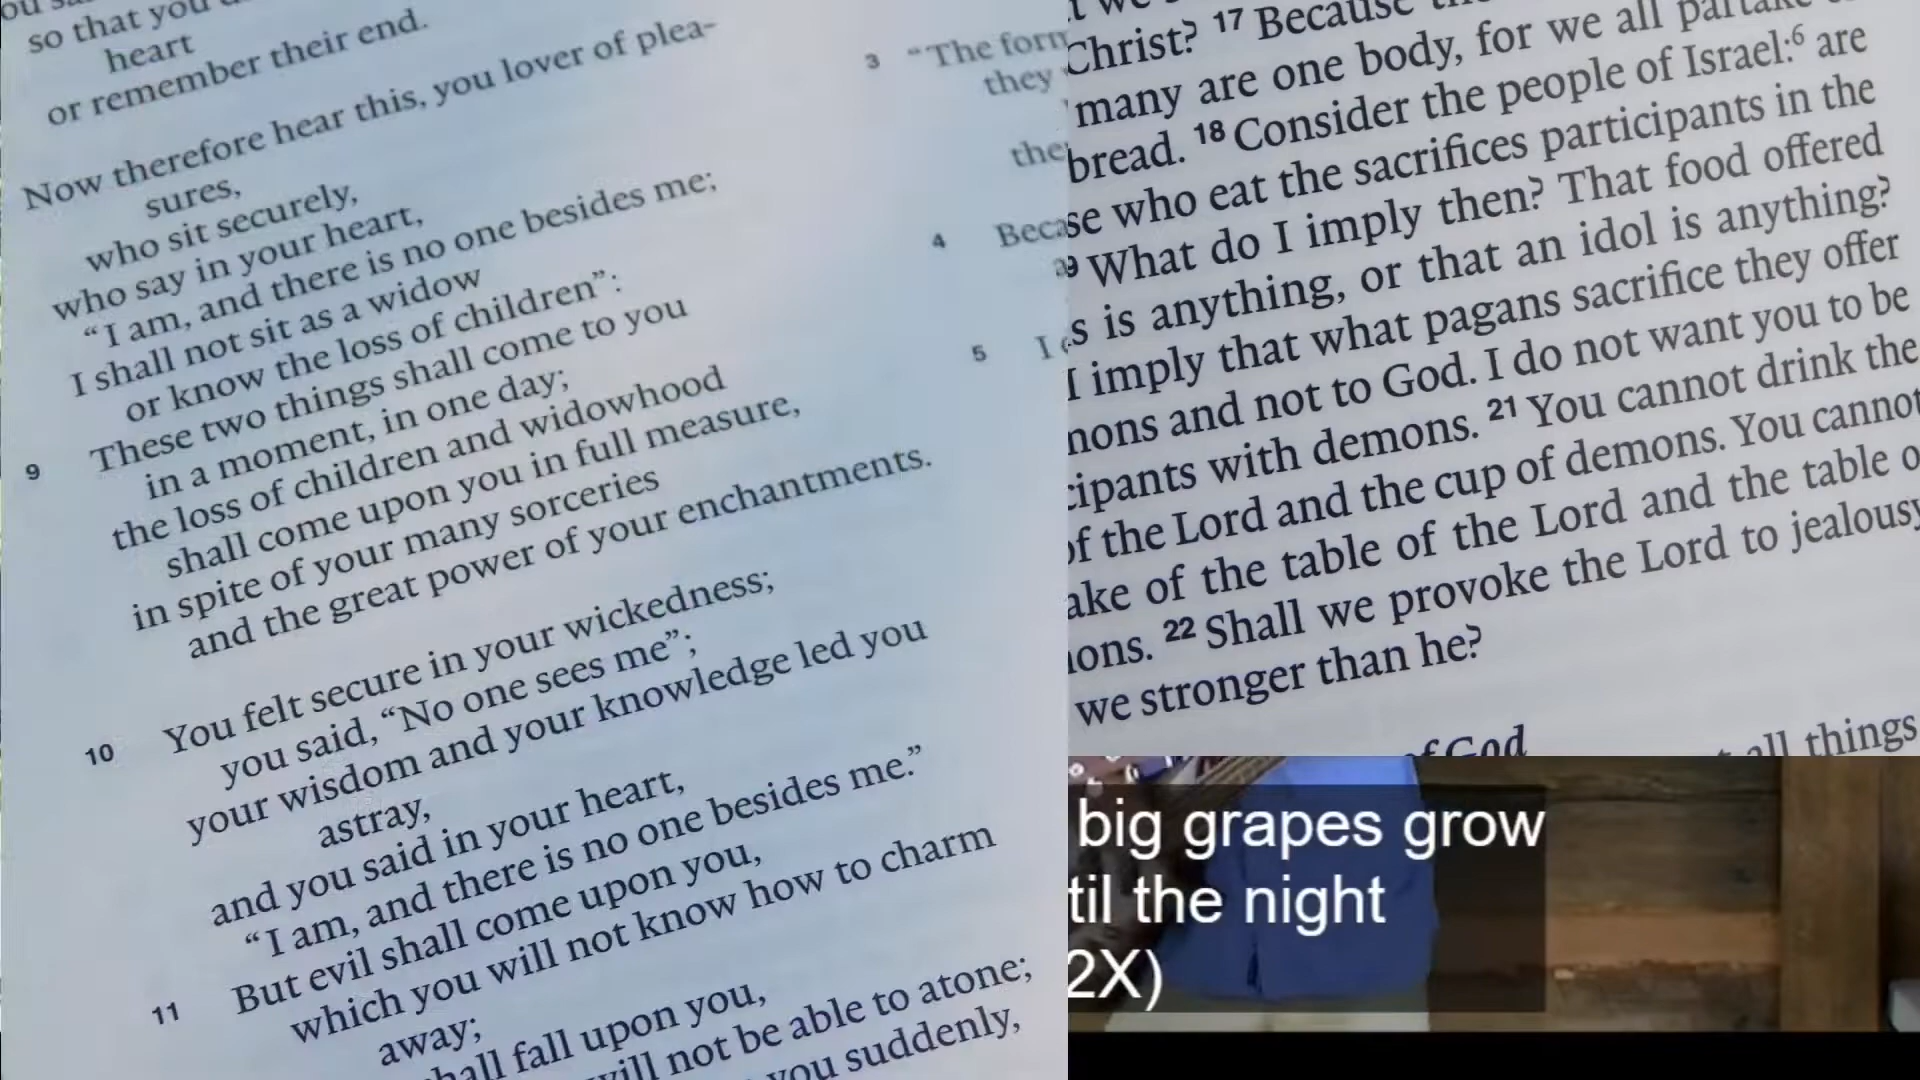 so that you
heart
or remember their end.
Now therefore hear this, you lover of plea-
sures,
who sit securely,
who say in your heart,
“I am, and there is no one besides me;
I shall not sit as a widow
or know the loss of children”:
9 These two things shall come to you
in a moment, in one day;
the loss of children and widowhood
shall come upon you in full measure,
in spite of your many sorceries
and the great power of your enchantments.
10 You felt secure in your wickedness;
you said, “No one sees me”;
your wisdom and your knowledge led you
astray,
and you said in your heart,
“I am, and there is no one besides me.”
11 But evil shall come upon you,
which you will not know how to charm
away;
fall upon you,
not be able to atone;
you suddenly,
3 “The
they
4
5 I
Christ? 17 Because
many are one body, for we all
bread. 18 Consider the people of Israel:6 are
who eat the sacrifices participants in the
What do I imply then? That food offered
is anything, or that an idol is anything?
I imply that what pagans sacrifice they offer
and not to God. I do not want you to be
with demons. 21 You cannot drink the
of the Lord and the cup of demons. You cannot
of the table of the Lord and the table
22 Shall we provoke the Lord to jealousy
we stronger than he?
of God
all things
big grapes grow
til the night
2X)